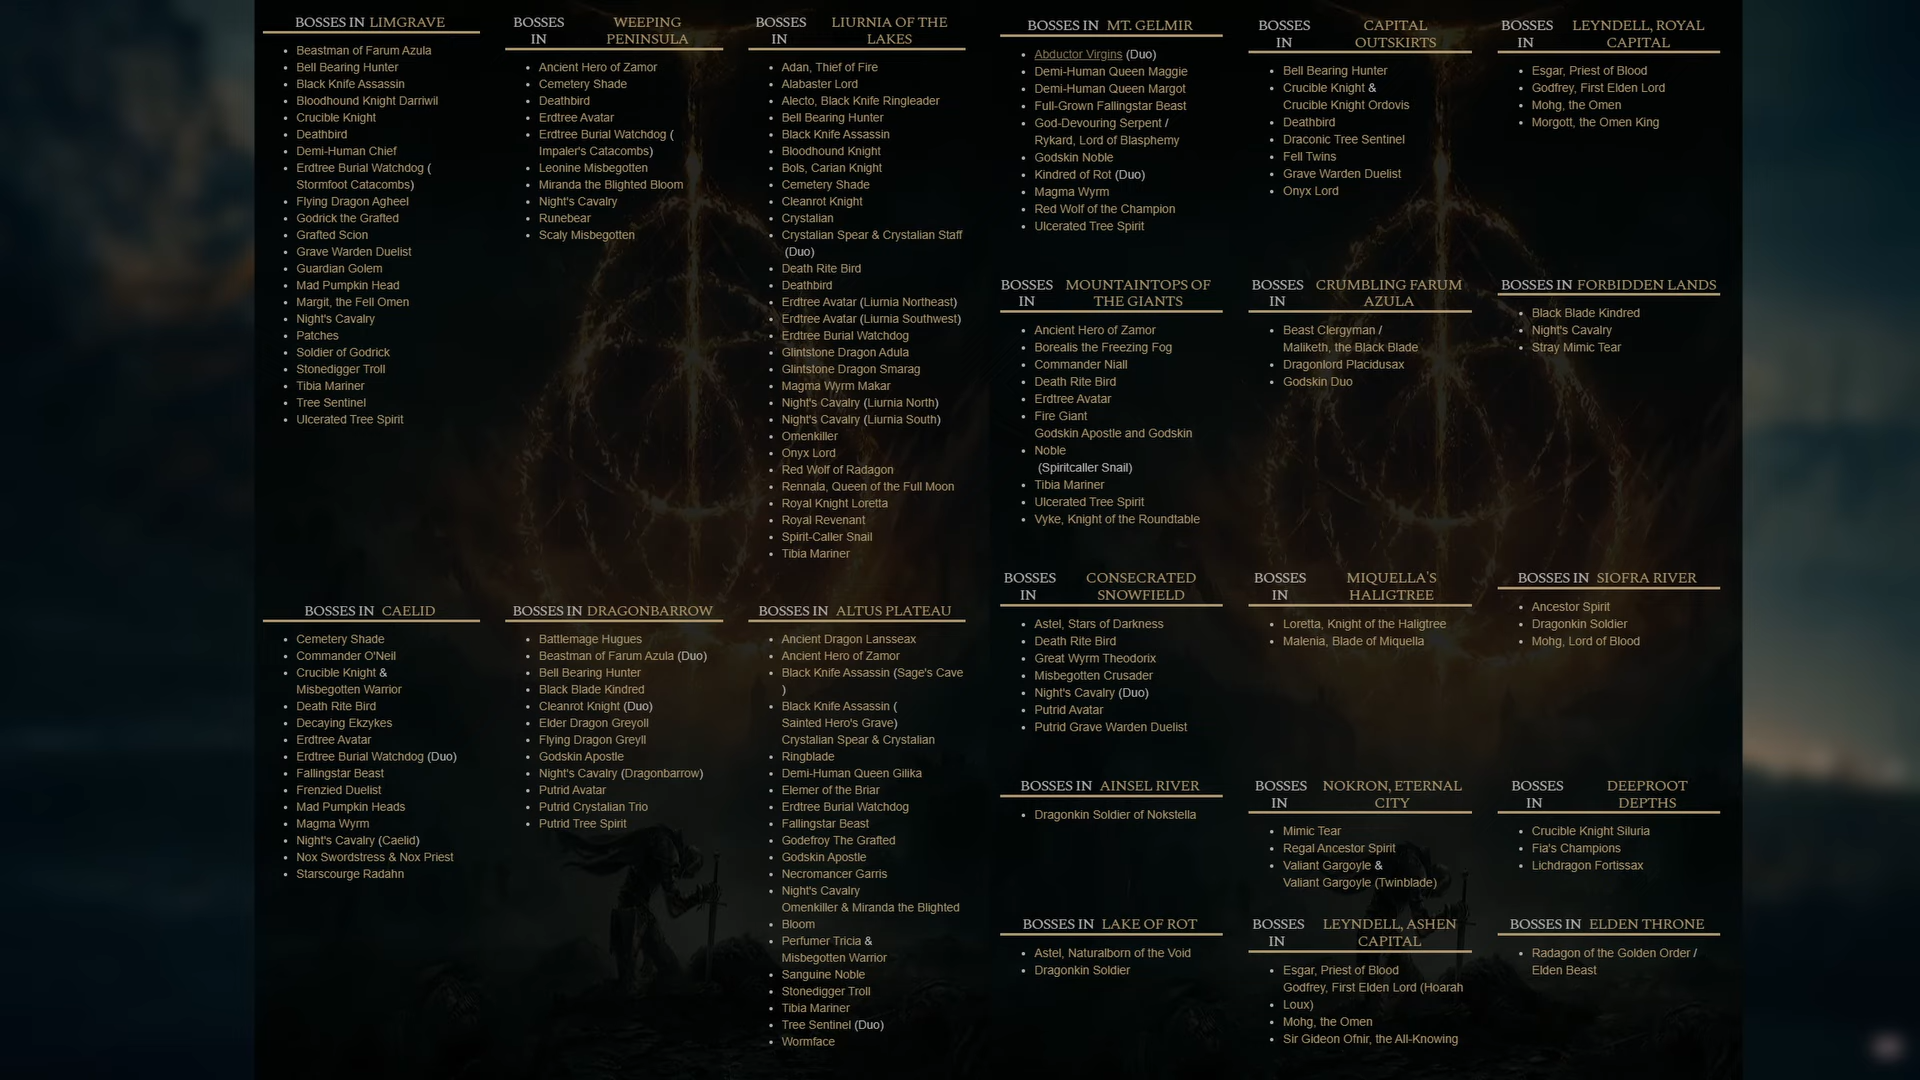 BOSSES IN LIMGRAVE
Beastman of Farum Azula
Bell Bearing Hunter
Black Knife Assassin
Bloodhound Knight Darriwil
Crucible Knight
Deathbird
Demi-Human Chief
Erdtree Burial Watchdog (
Stormfoot Catacombs)
Flying Dragon Agheel
Godrick the Grafted
Grafted Scion
Grave Warden Duelist
Guardian Golem
Mad Pumpkin Head
Margit, the Fell Omen
Night's Cavalry
Patches
Soldier of Godrick
Stonedigger Troll
Tibia Mariner
Tree Sentinel
Ulcerated Tree Spirit
BOSSES IN WEEPING
PENINSULA
Ancient Hero of Zamor
Cemetery Shade
Deathbird
Erdtree Avatar
Erdtree Burial Watchdog (
Impaler's Catacombs)
Leonine Misbegotten
Miranda the Blighted Bloom
Night's Cavalry
Runebear
Scaly Misbegotten
BOSSES IN LIURNIA OF THE
LAKES
Adan, Thief of Fire
Alabaster Lord
Alecto, Black Knife Ringleader
Bell Bearing Hunter
Black Knife Assassin
Bloodhound Knight
Bols, Carian Knight
Cemetery Shade
Cleanrot Knight
Crystalian
Crystalian Spear & Crystalian Staff
(Duo)
Death Rite Bird
Deathbird
Erdtree Avatar (Liurnia Northeast)
Erdtree Avatar (Liurnia Southwest)
Erdtree Burial Watchdog
Glintstone Dragon Adula
Glintstone Dragon Smarag
Magma Wyrm Makar
Night's Cavalry (Liurnia North)
Night's Cavalry (Liurnia South)
Omenkiller
Onyx Lord
Red Wolf of Radagon
Rennala, Queen of the Full Moon
Royal Knight Loretta
Royal Revenant
Spirit-Caller Snail
Tibia Mariner
BOSSES IN CAELID
Cemetery Shade
Commander O'Neil
Crucible Knight &
Misbegotten Warrior
Death Rite Bird
Decaying Ekzykes
Erdtree Avatar
Erdtree Burial Watchdog (Duo)
Fallingstar Beast
Frenzied Duelist
Mad Pumpkin Heads
Magma Wyrm
Night's Cavalry (Caelid)
Nox Swordstress & Nox Priest
Starscourge Radahn
BOSSES IN DRAGONBARROW
Battlemage Hugues
Beastman of Farum Azula (Duo)
Bell Bearing Hunter
Black Blade Kindred
Cleanrot Knight (Duo)
Elder Dragon Greyoll
Flying Dragon Greyll
Godskin Apostle
Night's Cavalry (Dragonbarrow)
Putrid Avatar
Putrid Crystalian Trio
Putrid Tree Spirit
BOSSES IN ALTUS PLATEAU
Ancient Dragon Lansseax
Ancient Hero of Zamor
Black Knife Assassin (Sage's Cave
)
Black Knife Assassin (
Sainted Hero's Grave)
Crystalian Spear & Crystalian
Ringblade
Demi-Human Queen Gilika
Elemer of the Briar
Erdtree Burial Watchdog
Fallingstar Beast
Godefroy The Grafted
Godskin Apostle
Necromancer Garris
Night's Cavalry
Omenkiller & Miranda the Blighted
Bloom
Perfumer Tricia &
Misbegotten Warrior
Sanguine Noble
Stonedigger Troll
Tibia Mariner
Tree Sentinel (Duo)
Wormface
BOSSES IN MT. GELMIR
Abductor Virgins (Duo)
Demi-Human Queen Maggie
Demi-Human Queen Margot
Full-Grown Fallingstar Beast
God-Devouring Serpent /
Rykard, Lord of Blasphemy
Godskin Noble
Kindred of Rot (Duo)
Magma Wyrm
Red Wolf of the Champion
Ulcerated Tree Spirit
BOSSES IN CAPITAL
OUTSKIRTS
Bell Bearing Hunter
Crucible Knight &
Crucible Knight Ordovis
Deathbird
Draconic Tree Sentinel
Fell Twins
Grave Warden Duelist
Onyx Lord
BOSSES IN LEYNDELL, ROYAL
CAPITAL
Esgar, Priest of Blood
Godfrey, First Elden Lord
Mohg, the Omen
Morgott, the Omen King
BOSSES IN MOUNTAINTOPS OF
THE GIANTS
Ancient Hero of Zamor
Borealis the Freezing Fog
Commander Niall
Death Rite Bird
Erdtree Avatar
Fire Giant
Godskin Apostle and Godskin
Noble
(Spiritcaller Snail)
Tibia Mariner
Ulcerated Tree Spirit
Vyke, Knight of the Roundtable
BOSSES IN CRUMBLING FARUM
AZULA
Beast Clergyman /
Maliketh, the Black Blade
Dragonlord Placidusax
Godskin Duo
BOSSES IN FORBIDDEN LANDS
Black Blade Kindred
Night's Cavalry
Stray Mimic Tear
BOSSES IN CONSECRATED
SNOWFIELD
Astel, Stars of Darkness
Death Rite Bird
Great Wyrm Theodorix
Misbegotten Crusader
Night's Cavalry (Duo)
Putrid Avatar
Putrid Grave Warden Duelist
BOSSES IN MIQUELLA'S
HALIGTREE
Loretta, Knight of the Haligtree
Malenia, Blade of Miquella
BOSSES IN SIOFRA RIVER
Ancestor Spirit
Dragonkin Soldier
Mohg, Lord of Blood
BOSSES IN AINSEL RIVER
Dragonkin Soldier of Nokstella
BOSSES IN NOKRON, ETERNAL
CITY
Mimic Tear
Regal Ancestor Spirit
Valiant Gargoyle &
Valiant Gargoyle (Twinblade)
BOSSES IN DEEPROOT
DEPTHS
Crucible Knight Siluria
Fia's Champions
Lichdragon Fortissax
BOSSES IN LAKE OF ROT
Astel, Naturalborn of the Void
Dragonkin Soldier
BOSSES IN LEYNDELL, ASHEN
CAPITAL
Esgar, Priest of Blood
Godfrey, First Elden Lord (Hoarah
Loux)
Mohg, the Omen
Sir Gideon Ofnir, the All-Knowing
BOSSES IN ELDEN THRONE
Radagon of the Golden Order /
Elden Beast